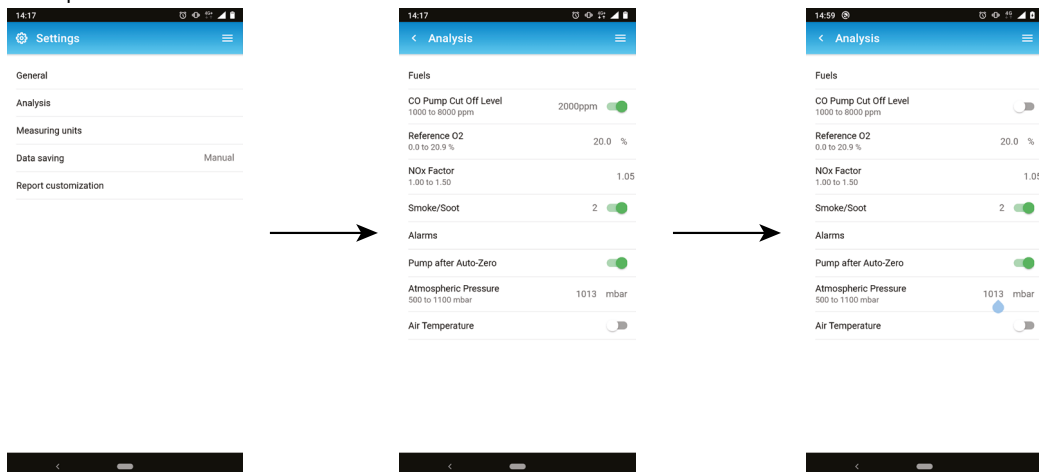 14:17
Settings
General
Analysis
Measuring units
Data saving Manual
Report customization
14:17
Analysis
Fuels
CO Pump Cut Off Level 2000ppm
1000 to 8000 ppm
Reference O2 20.0 %
0.0 to 20.9 %
NOx Factor 1.05
1.00 to 1.50
Smoke/Soot 2
Alarms
Pump after Auto-Zero
Atmospheric Pressure 1013 mbar
500 to 1100 mbar
Air Temperature
14:59
Analysis
Fuels
CO Pump Cut Off Level
1000 to 8000 ppm
Reference O2 20.0 %
0.0 to 20.9 %
NOx Factor 1.05
1.00 to 1.50
Smoke/Soot 2
Alarms
Pump after Auto-Zero
Atmospheric Pressure 1013 mbar
500 to 1100 mbar
Air Temperature